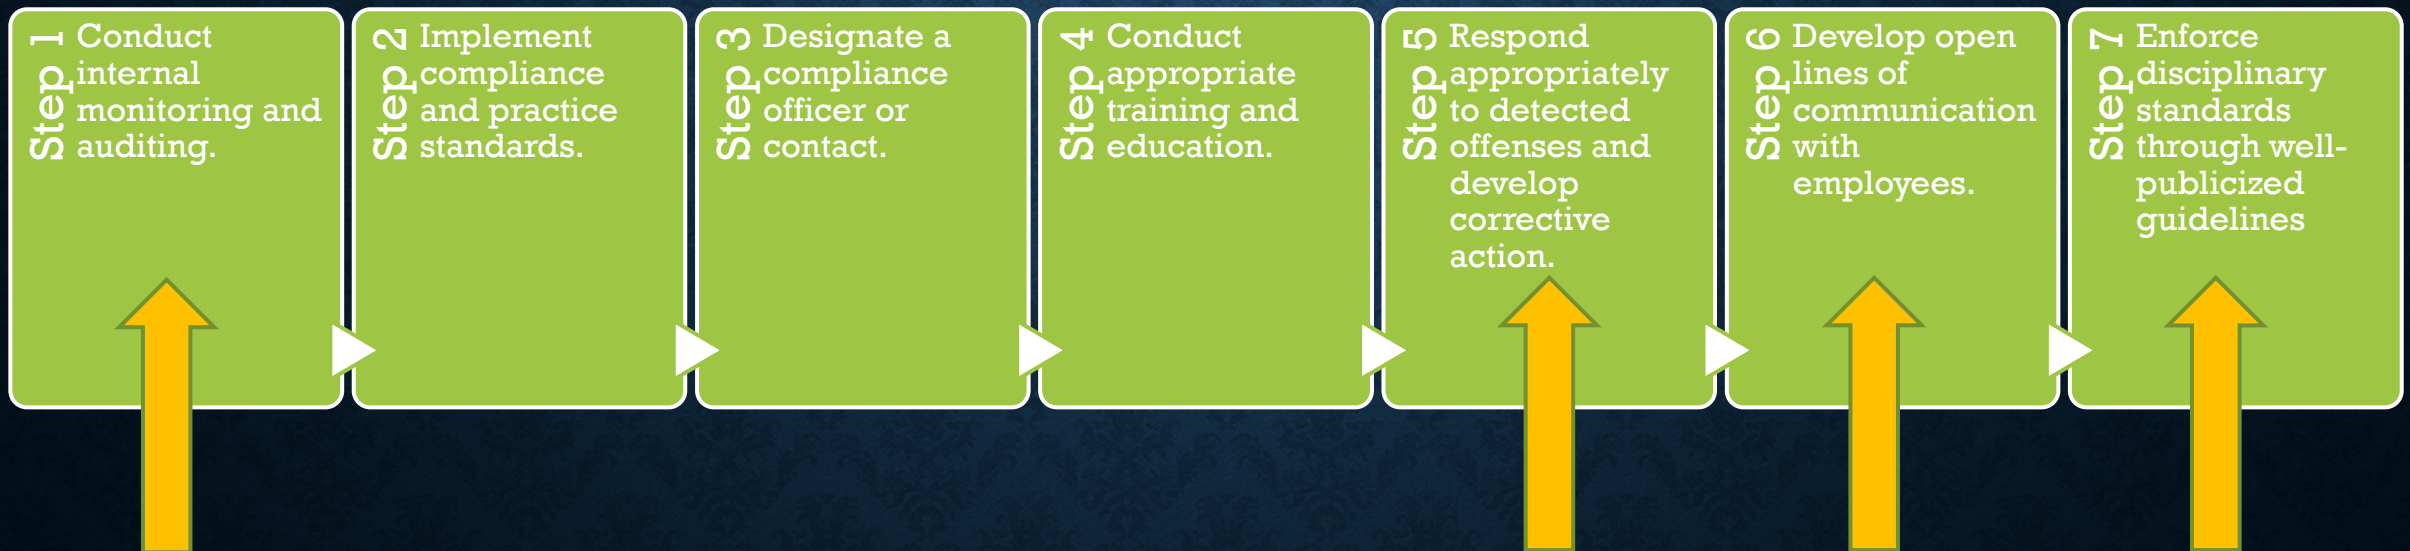 Step 1
Conduct
internal
monitoring and
auditing.
Step 2
Implement
compliance
and practice
standards.
Step 3
Designate a
compliance
officer or
contact.
Step 4
Conduct
appropriate
training and
education.
Step 5
Respond
appropriately
to detected
offenses and
develop
corrective
action.
Step 6
Develop open
lines of
communication
with
employees.
Step 7
Enforce
disciplinary
standards
through well-
publicized
guidelines